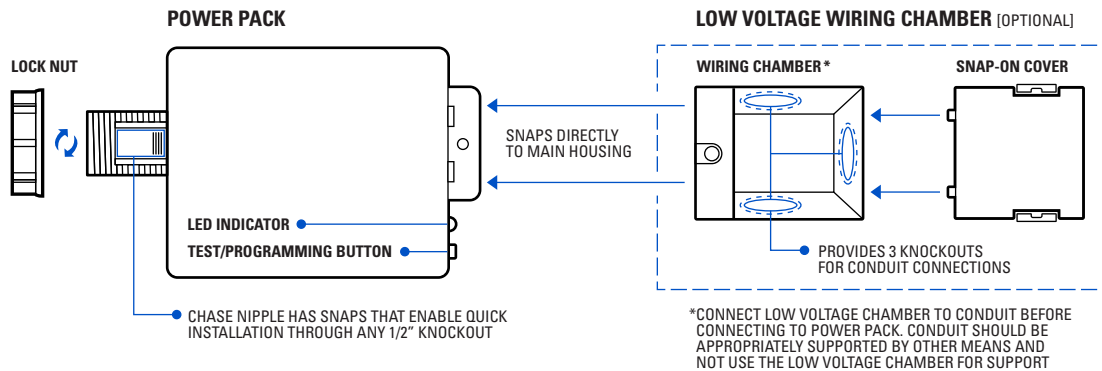 POWER PACK
LOW VOLTAGE WIRING CHAMBER [OPTIONAL]
LOCK NUT
WIRING CHAMBER*
SNAP-ON COVER
SNAPS DIRECTLY
TO MAIN HOUSING
LED INDICATOR
TEST/PROGRAMMING BUTTON
PROVIDES 3 KNOCKOUTS
FOR CONDUIT CONNECTIONS
CHASE NIPPLE HAS SNAPS THAT ENABLE QUICK
INSTALLATION THROUGH ANY 1/2" KNOCKOUT
*CONNECT LOW VOLTAGE CHAMBER TO CONDUIT BEFORE
CONNECTING TO POWER PACK. CONDUIT SHOULD BE
APPROPRIATELY SUPPORTED BY OTHER MEANS AND
NOT USE THE LOW VOLTAGE CHAMBER FOR SUPPORT